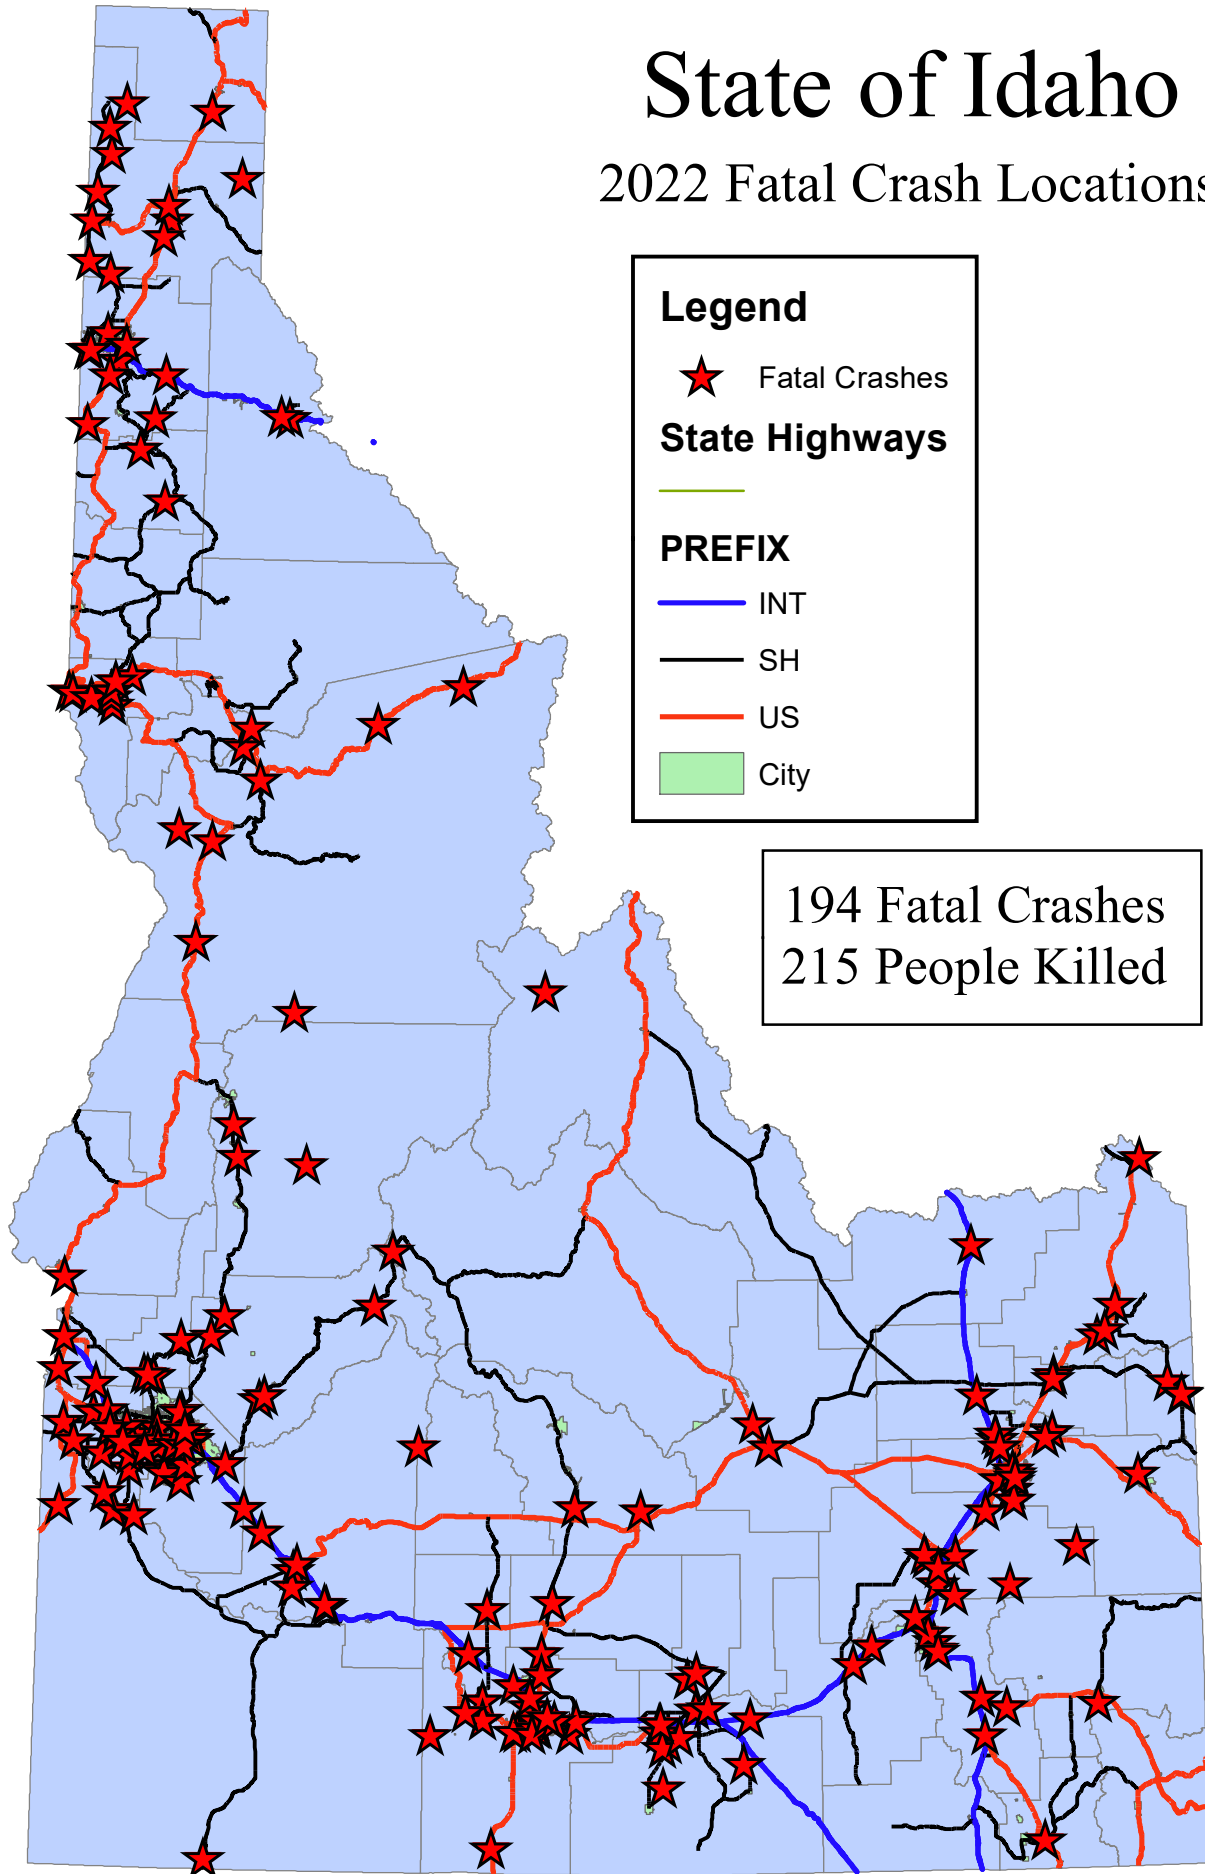 State of Idaho
2022 Fatal Crash Locations
Legend
Fatal Crashes
State Highways
PREFIX
INT
SH
US
City
194 Fatal Crashes
215 People Killed